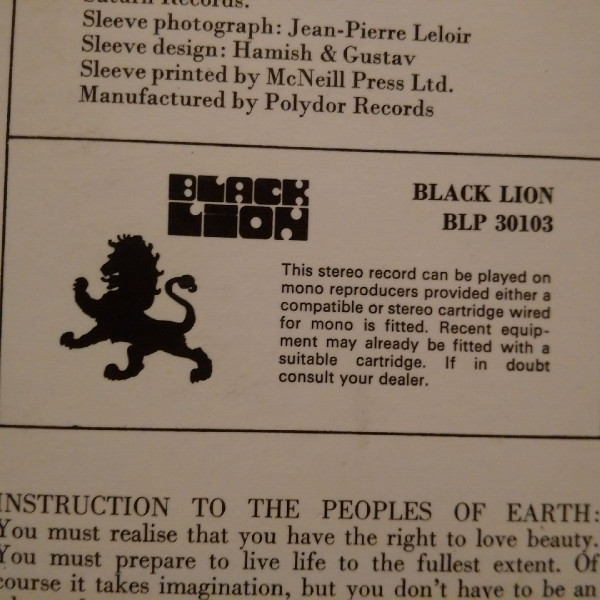 Saturn Records.
Sleeve photograph: Jean-Pierre Leloir
Sleeve design: Hamish & Gustav
Sleeve printed by McNeill Press Ltd.
Manufactured by Polydor Records
BLACK
LION
BLACK LION
BLP 30103
This stereo record can be played on
mono reproducers provided either a
compatible or stereo cartridge wired
for mono is fitted. Recent equip-
ment may already be fitted with a
suitable cartridge. If in doubt
consult your dealer.
INSTRUCTION TO THE PEOPLES OF EARTH:
You must realise that you have the right to love beauty.
You must prepare to live life to the fullest extent. Of
course it takes imagination, but you don't have to be an